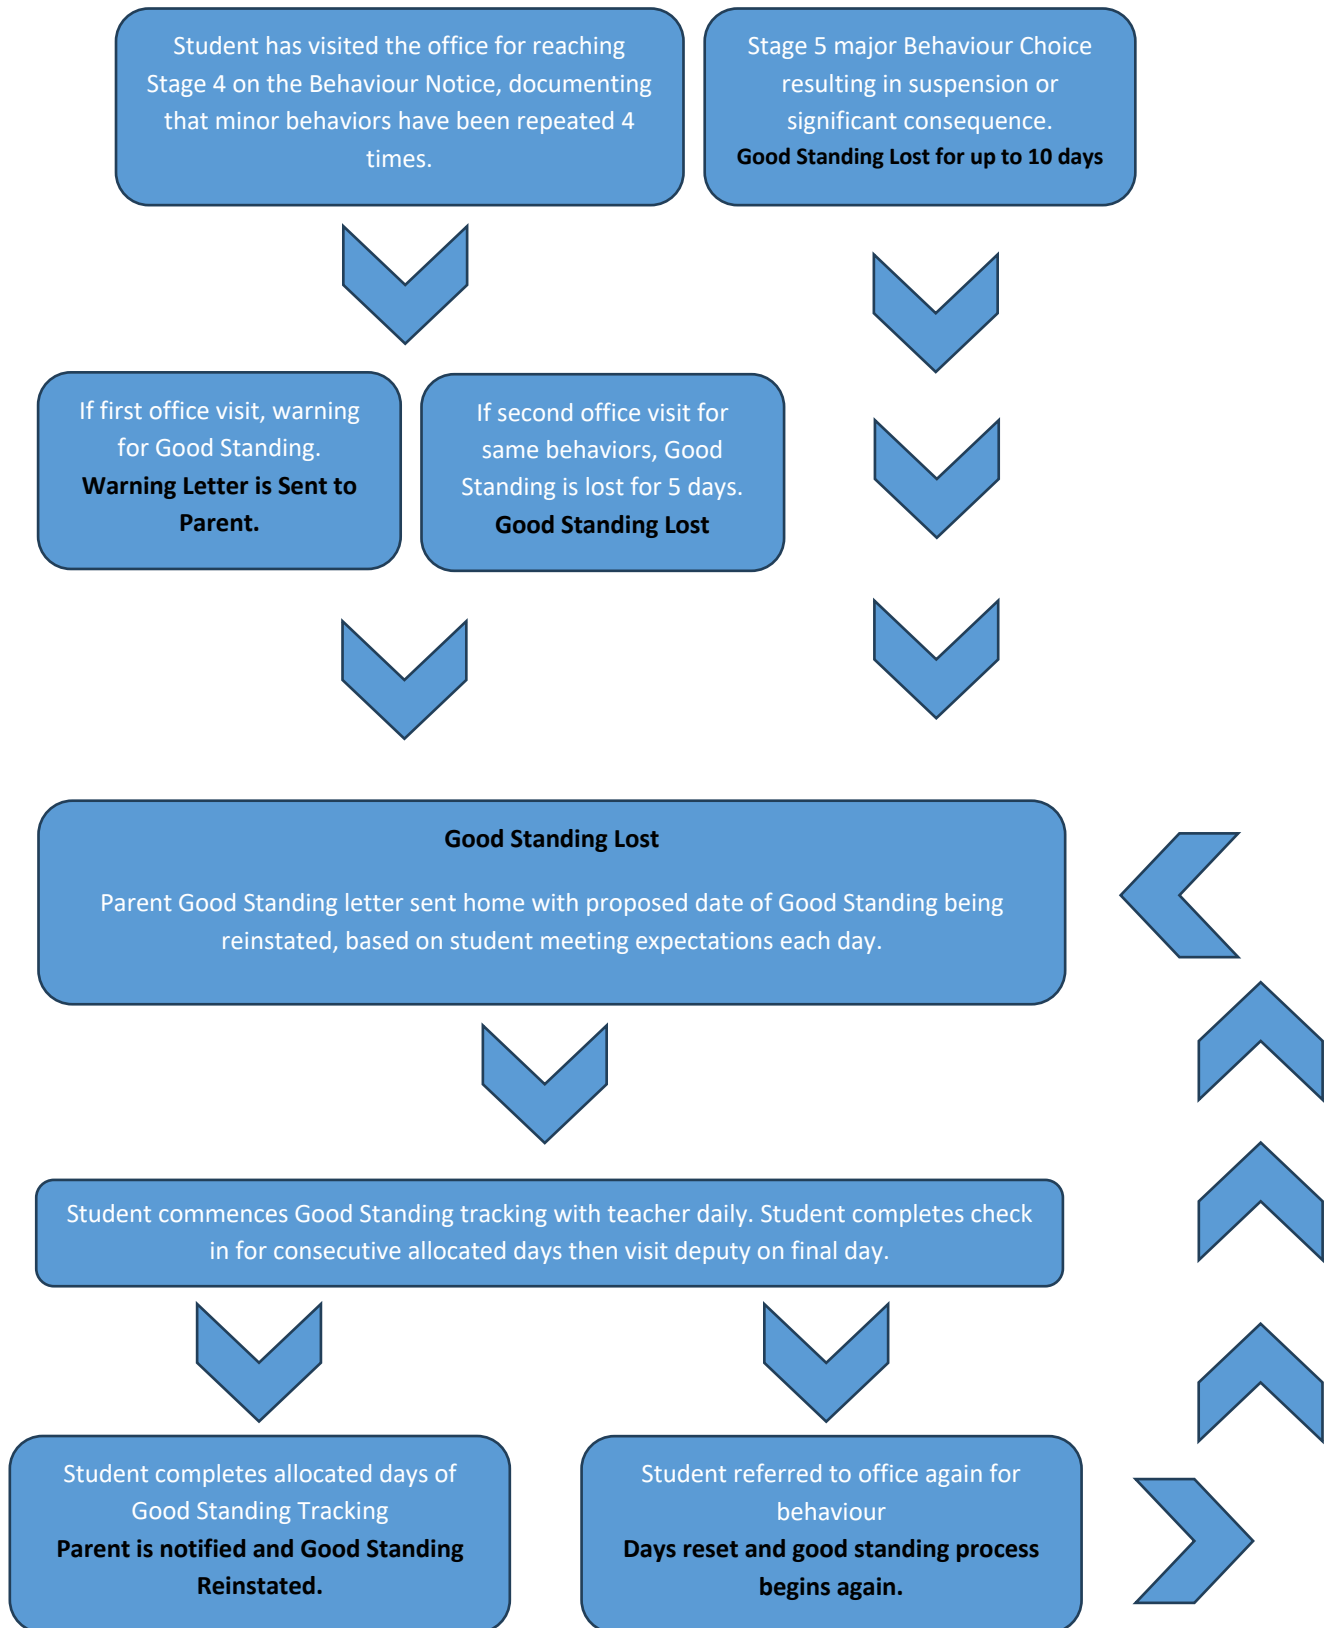 Student has visited the office for reaching
Stage 4 on the Behaviour Notice, documenting
that minor behaviors have been repeated 4
times.
Stage 5 major Behaviour Choice
resulting in suspension or
significant consequence.
Good Standing Lost for up to 10 days
If first office visit, warning
for Good Standing.
Warning Letter is Sent to
Parent.
If second office visit for
same behaviors, Good
Standing is lost for 5 days.
Good Standing Lost
Good Standing Lost
Parent Good Standing letter sent home with proposed date of Good Standing being
reinstated, based on student meeting expectations each day.
Student commences Good Standing tracking with teacher daily. Student completes check
in for consecutive allocated days then visit deputy on final day.
Student completes allocated days of
Good Standing Tracking
Parent is notified and Good Standing
Reinstated.
Student referred to office again for
behaviour
Days reset and good standing process
begins again.